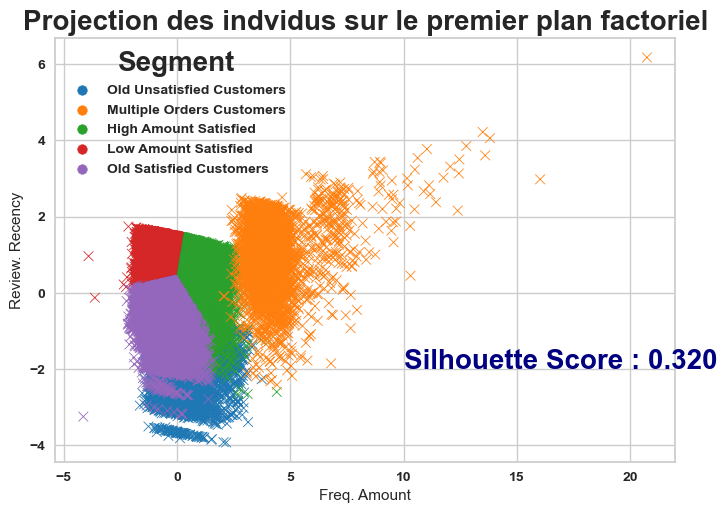 Projection des indvidus sur le premier plan factoriel
Segment
Old Unsatisfied Customers
Multiple Orders Customers
High Amount Satisfied
Low Amount Satisfied
Old Satisfied Customers
Silhouette Score : 0.320
Review. Recency
6
4
2
0
−2
−4
−5
0
5
10
15
20
Freq. Amount